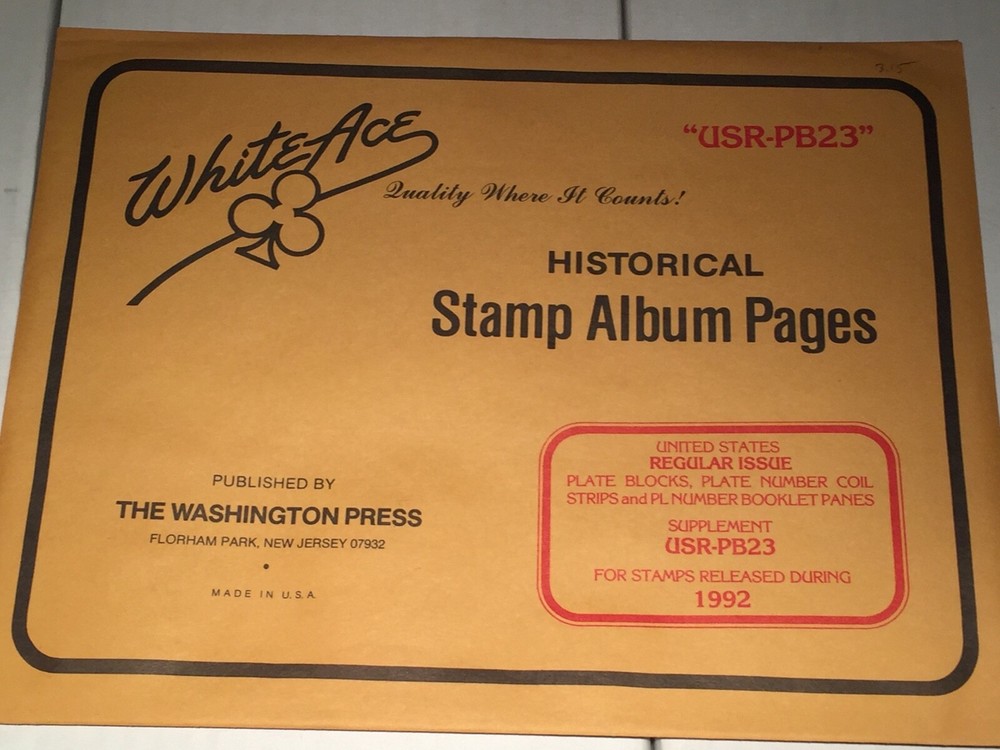 3.15
White Ace
"USR-PB23"
Quality Where It Counts!
HISTORICAL
Stamp Album Pages
PUBLISHED BY
THE WASHINGTON PRESS
FLORHAM PARK, NEW JERSEY 07932
•
MADE IN U.S.A.
UNITED STATES
REGULAR ISSUE
PLATE BLOCKS, PLATE NUMBER COIL
STRIPS and PL NUMBER BOOKLET PANES
SUPPLEMENT
USR-PB23
FOR STAMPS RELEASED DURING
1992